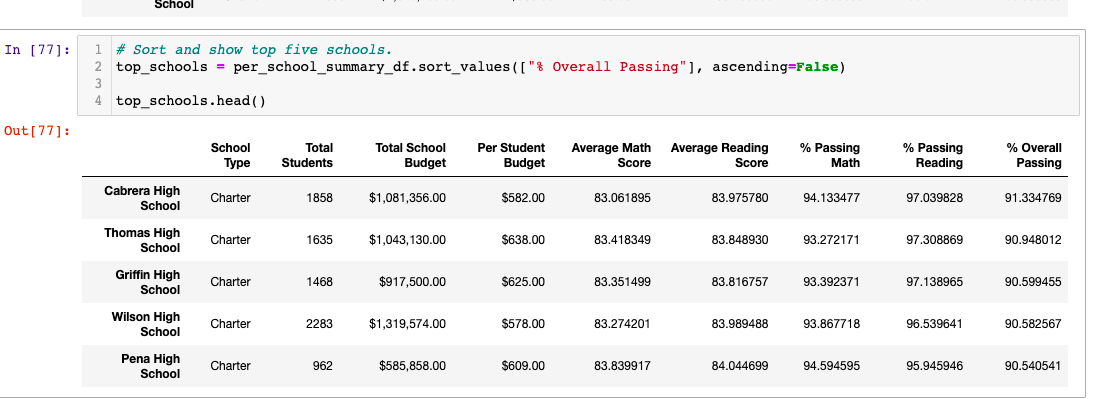 School
In [77]:
1 # Sort and show top five schools.
2 top_schools = per_school_summary_df.sort_values(["% Overall Passing"], ascending=False)
3
4 top_schools.head()
Out[77]:
School Type Total Students Total School Budget Per Student Budget Average Math Score Average Reading Score % Passing Math % Passing Reading % Overall Passing
Cabrera High School Charter 1858 $1,081,356.00 $582.00 83.061895 83.975780 94.133477 97.039828 91.334769
Thomas High School Charter 1635 $1,043,130.00 $638.00 83.418349 83.848930 93.272171 97.308869 90.948012
Griffin High School Charter 1468 $917,500.00 $625.00 83.351499 83.816757 93.392371 97.138965 90.599455
Wilson High School Charter 2283 $1,319,574.00 $578.00 83.274201 83.989488 93.867718 96.539641 90.582567
Pena High School Charter 962 $585,858.00 $609.00 83.839917 84.044699 94.594595 95.945946 90.540541